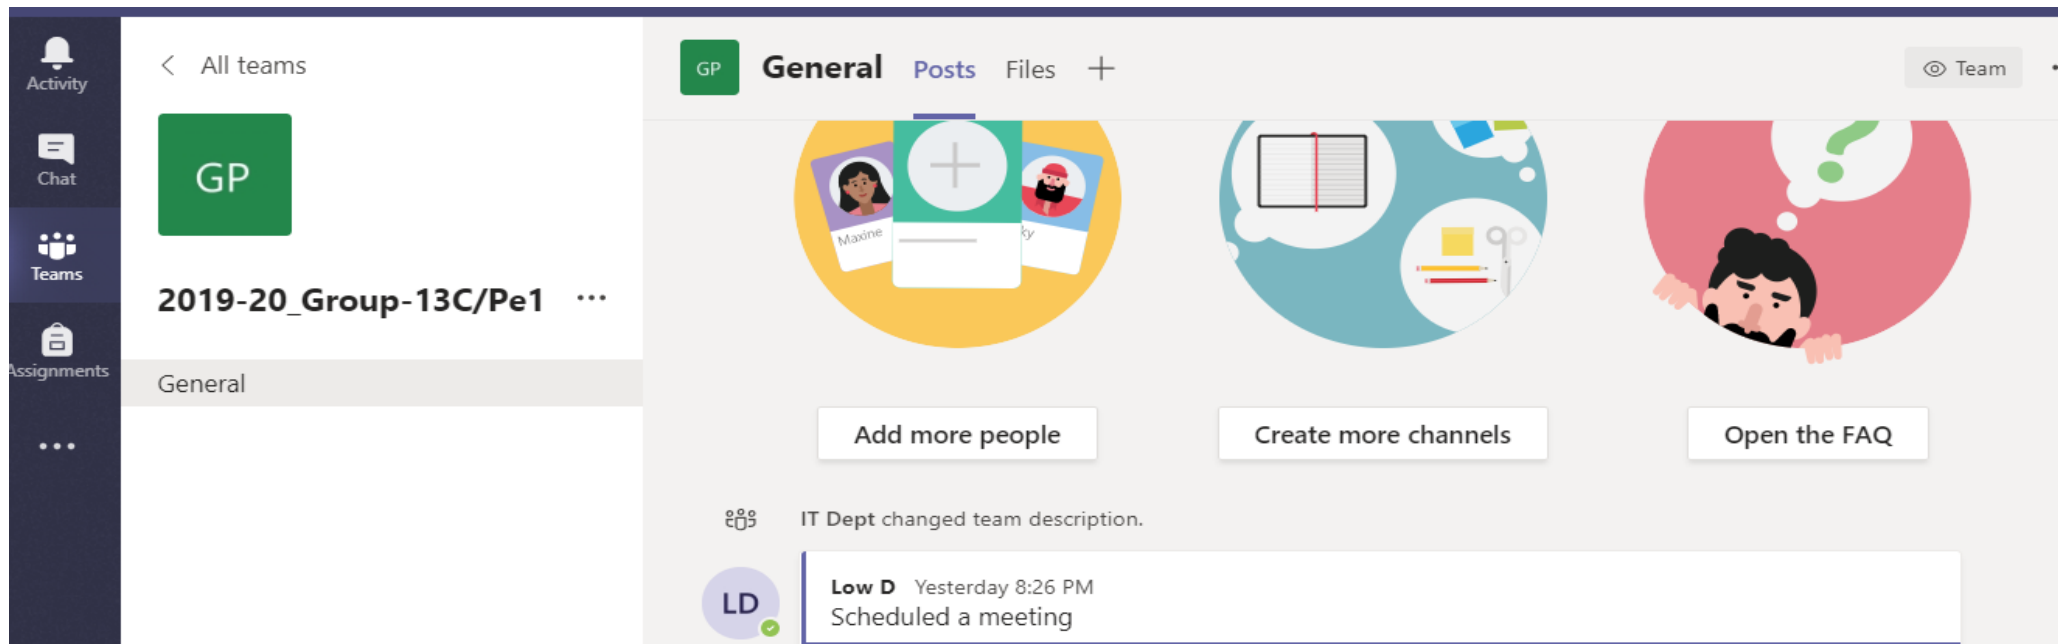 Activity
Chat
Teams
Assignments
All teams
GP
2019-20_Group-13C/Pe1
General
GP
General
Posts
Files
Team
Maxine
ky
Add more people
Create more channels
Open the FAQ
IT Dept changed team description.
LD
Low D Yesterday 8:26 PM
Scheduled a meeting